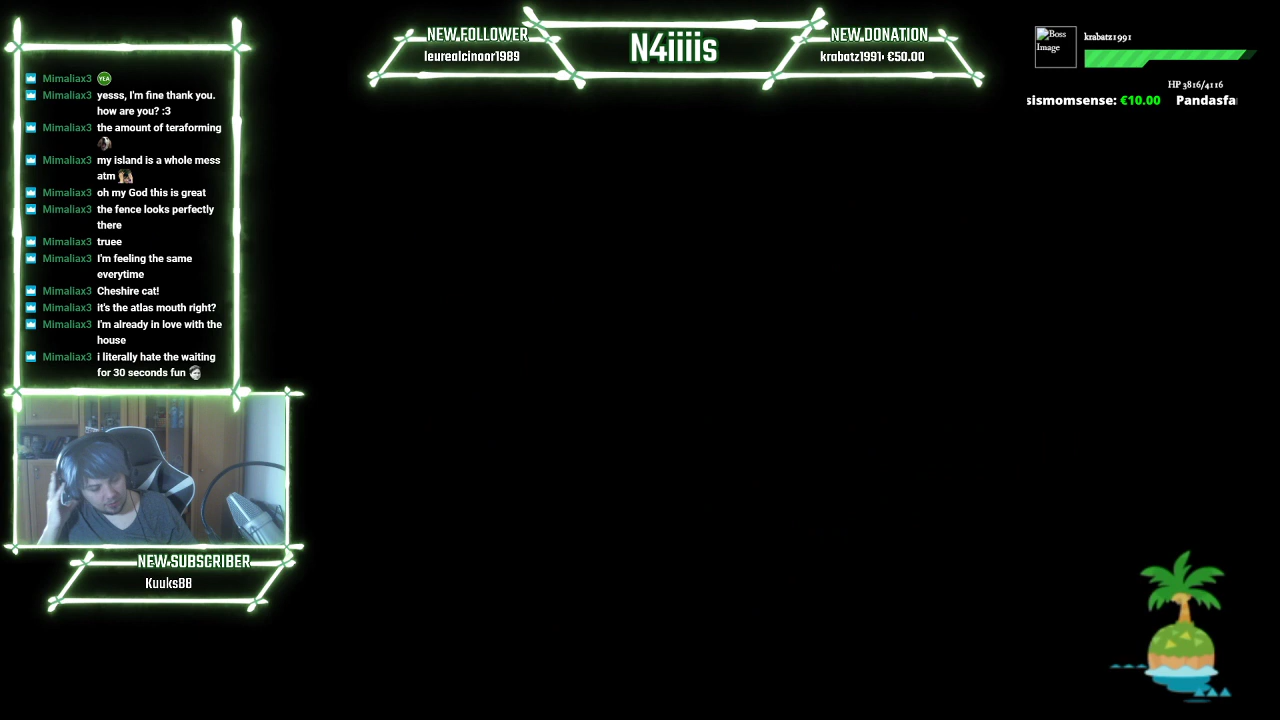 NEW FOLLOWER
leurealcinoor1989
N4iiiis
NEW DONATION
krabatz1991: €50.00
Boss
Image
krabatz1991
HP 3816/4116
sismomsense: €10.00 Pandasfa
Mimaliax3 YEA
Mimaliax3 yesss, I'm fine thank you.
how are you? :3
Mimaliax3 the amount of teraforming
Mimaliax3 my island is a whole mess
atm
Mimaliax3 oh my God this is great
Mimaliax3 the fence looks perfectly
there
Mimaliax3 truee
Mimaliax3 I'm feeling the same
everytime
Mimaliax3 Cheshire cat!
Mimaliax3 it's the atlas mouth right?
Mimaliax3 I'm already in love with the
house
Mimaliax3 i literally hate the waiting
for 30 seconds fun
NEW SUBSCRIBER
Kuuks88